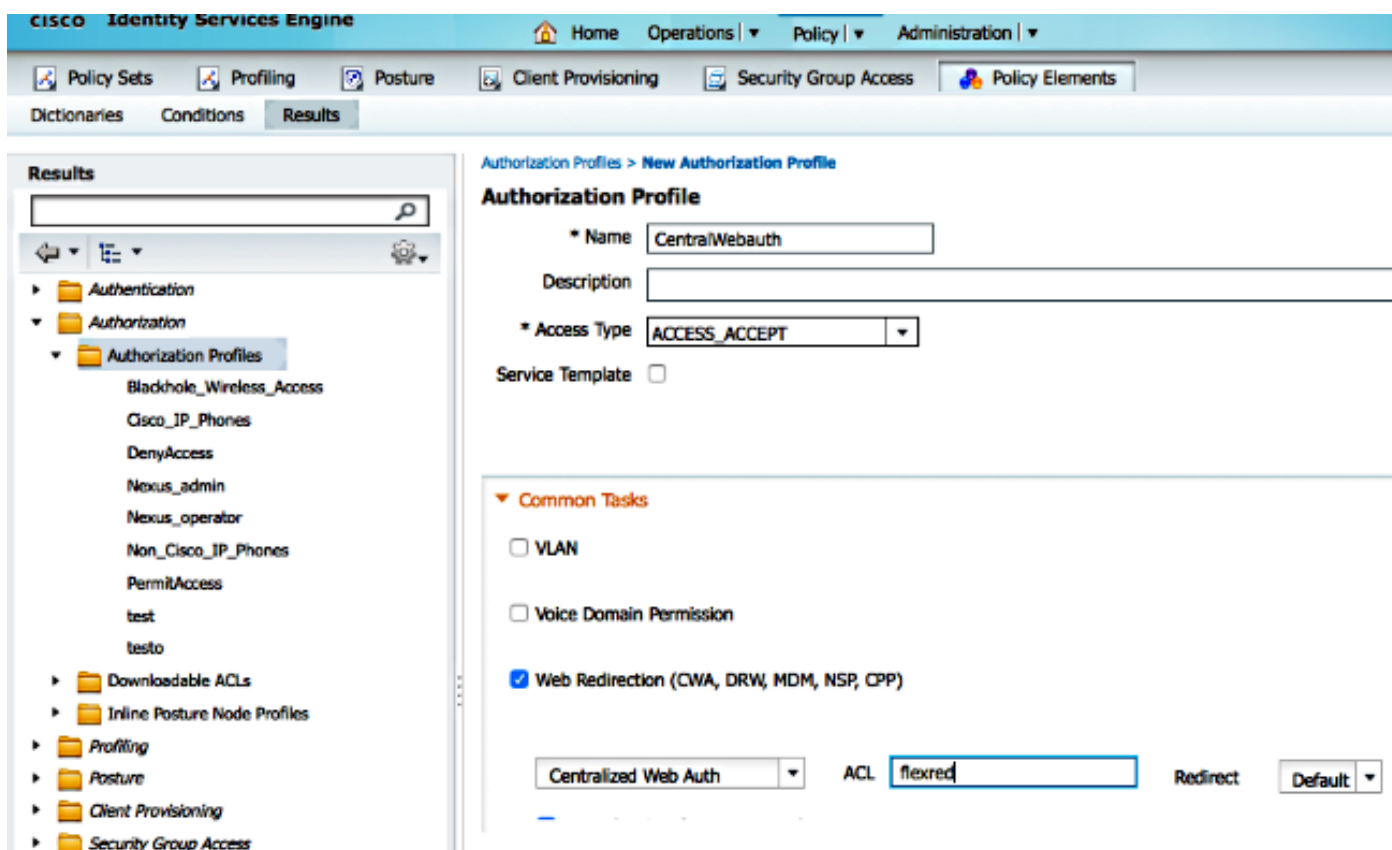 cisco Identity Services Engine
Home Operations Policy Administration
Policy Sets Profiling Posture Client Provisioning Security Group Access Policy Elements
Dictionaries Conditions Results
Results
Authentication
Authorization
Authorization Profiles
Blackhole_Wireless_Access
Cisco_IP_Phones
DenyAccess
Nexus_admin
Nexus_operator
Non_Cisco_IP_Phones
PermitAccess
test
testo
Downloadable ACLs
Inline Posture Node Profiles
Profiling
Posture
Client Provisioning
Security Group Access
Authorization Profiles > New Authorization Profile
Authorization Profile
* Name CentralWebauth
Description
* Access Type ACCESS_ACCEPT
Service Template
Common Tasks
VLAN
Voice Domain Permission
Web Redirection (CWA, DRW, MDM, NSP, CPP)
Centralized Web Auth ACL flexred Redirect Default